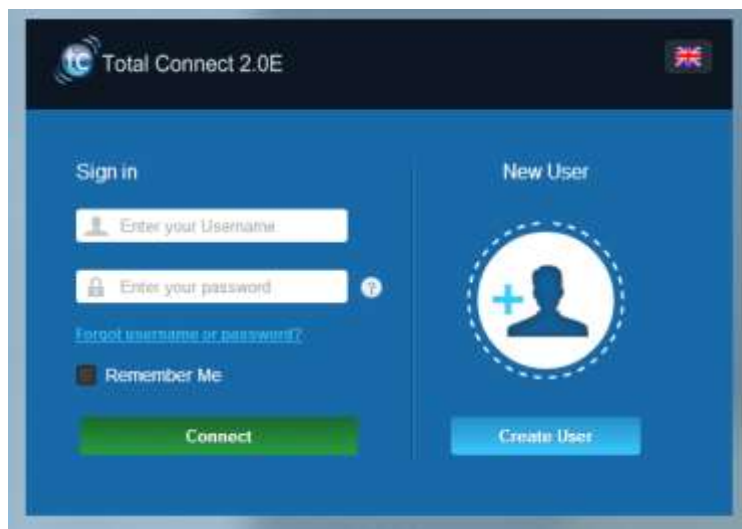 tc Total Connect 2.0E
Sign in
Enter your Username
Enter your password
?
Forgot username or password?
Remember Me
Connect
New User
+
Create User